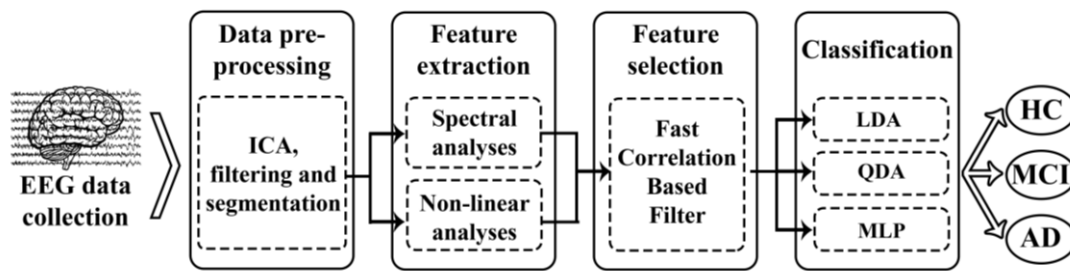 EEG data
collection
Data pre-
processing
ICA,
filtering and
segmentation
Feature
extraction
Spectral
analyses
Non-linear
analyses
Feature
selection
Fast
Correlation
Based
Filter
Classification
LDA
QDA
MLP
HC
MCI
AD